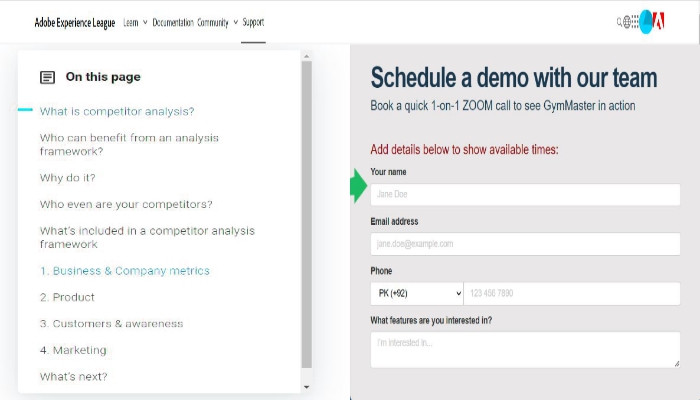 Adobe Experience League Learn Documentation Community Support
On this page
What is competitor analysis?
Who can benefit from an analysis
framework?
Why do it?
Who even are your competitors?
What's included in a competitor analysis
framework
1. Business & Company metrics
2. Product
3. Customers & awareness
4. Marketing
What's next?
Schedule a demo with our team
Book a quick 1-on-1 ZOOM call to see GymMaster in action
Add details below to show available times:
Your name
Jane Doe
Email address
jane.doe@example.com
Phone
PK (+92) 123 456 7890
What features are you interested in?
I'm interested in...